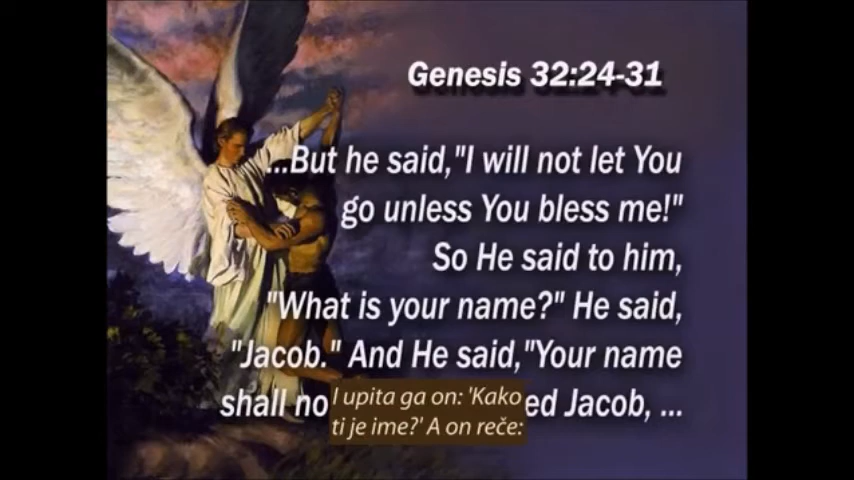 Genesis 32:24-31
...But he said,"I will not let You
go unless You bless me!"
So He said to him,
"What is your name?" He said,
"Jacob." And He said,"Your name
shall no ed Jacob, ...
I upita ga on: 'Kako
ti je ime?' A on reče: